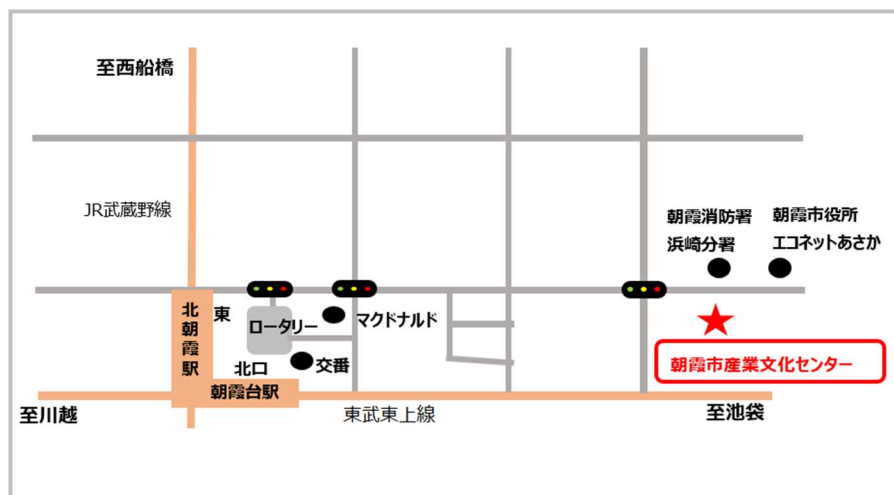 至西船橋
JR武蔵野線
朝霞消防署
浜崎分署
朝霞市役所
エコネットあさか
北朝霞駅
東
ロータリー
マクドナルド
北口
交番
朝霞台駅
朝霞市産業文化センター
至川越
東武東上線
至池袋